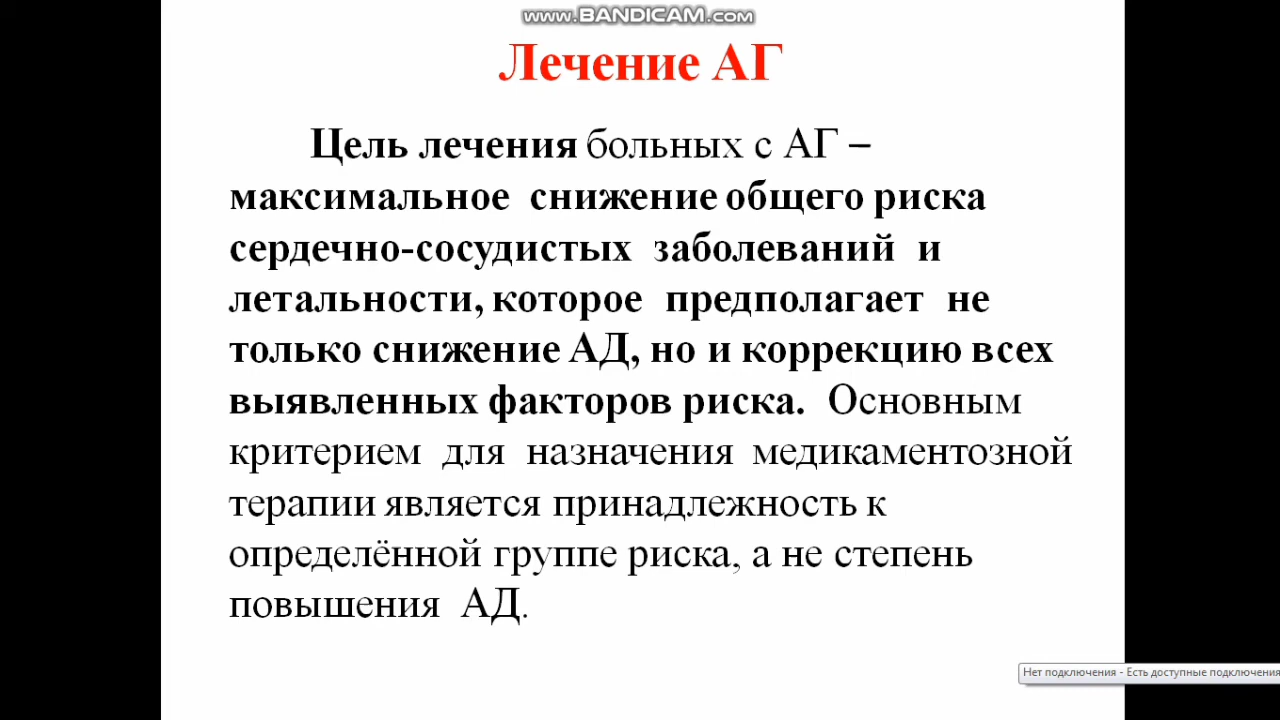 www.BANDICAM.com
Лечение АГ
Цель лечения больных с АГ –
максимальное снижение общего риска
сердечно-сосудистых заболеваний и
летальности, которое предполагает не
только снижение АД, но и коррекцию всех
выявленных факторов риска. Основным
критерием для назначения медикаментозной
терапии является принадлежность к
определённой группе риска, а не степень
повышения АД.
Нет подключения - Есть доступные подключения